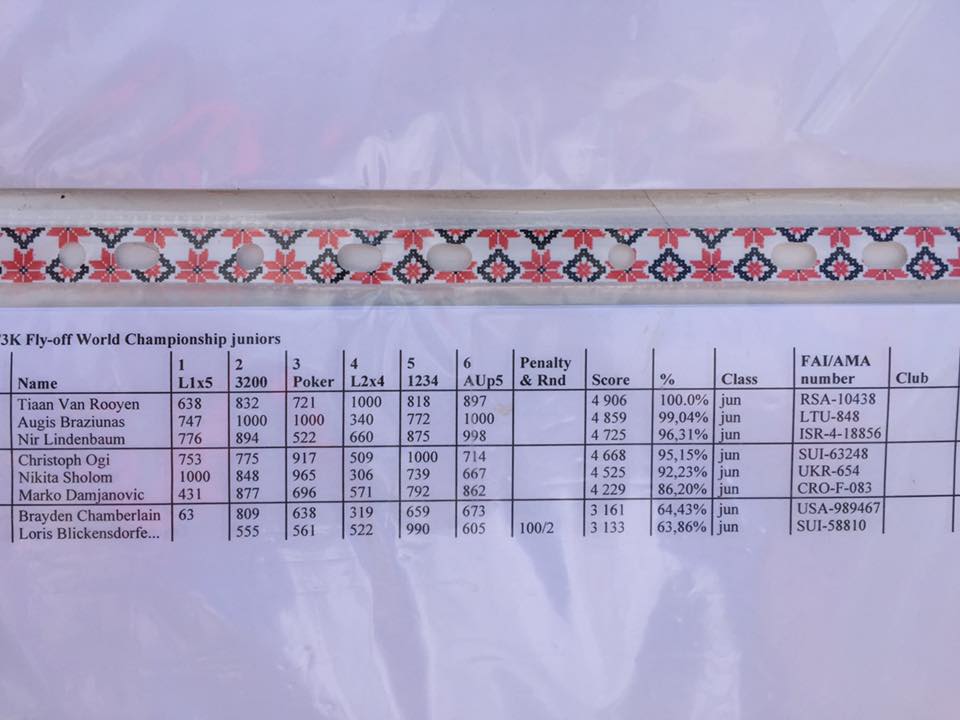 3K Fly-off World Championship juniors
1 2 3 4 5 6 Penalty FAI/AMA
Name L1x5 3200 Poker L2x4 1234 AUp5 & Rnd Score % Class number Club
Tiaan Van Rooyen 638 832 721 1000 818 897 4 906 100.0% jun RSA-10438
Augis Braziunas 747 1000 1000 340 772 1000 4 859 99,04% jun LTU-848
Nir Lindenbaum 776 894 522 660 875 998 4 725 96,31% jun ISR-4-18856
Christoph Ogi 753 775 917 509 1000 714 4 668 95,15% jun SUI-63248
Nikita Sholom 1000 848 965 306 739 667 4 525 92,23% jun UKR-654
Marko Damjanovic 431 877 696 571 792 862 4 229 86,20% jun CRO-F-083
Brayden Chamberlain 63 809 638 319 659 673 3 161 64,43% jun USA-989467
Loris Blickensdorfe... 555 561 522 990 605 100/2 3 133 63,86% jun SUI-58810